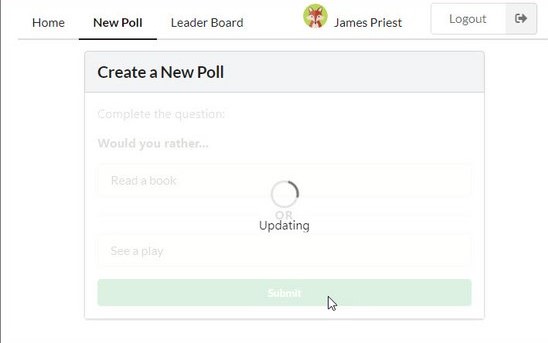 Home New Poll Leader Board James Priest Logout
Create a New Poll
Complete the question:
Would you rather...
Read a book
OR
Updating
See a play
Submit